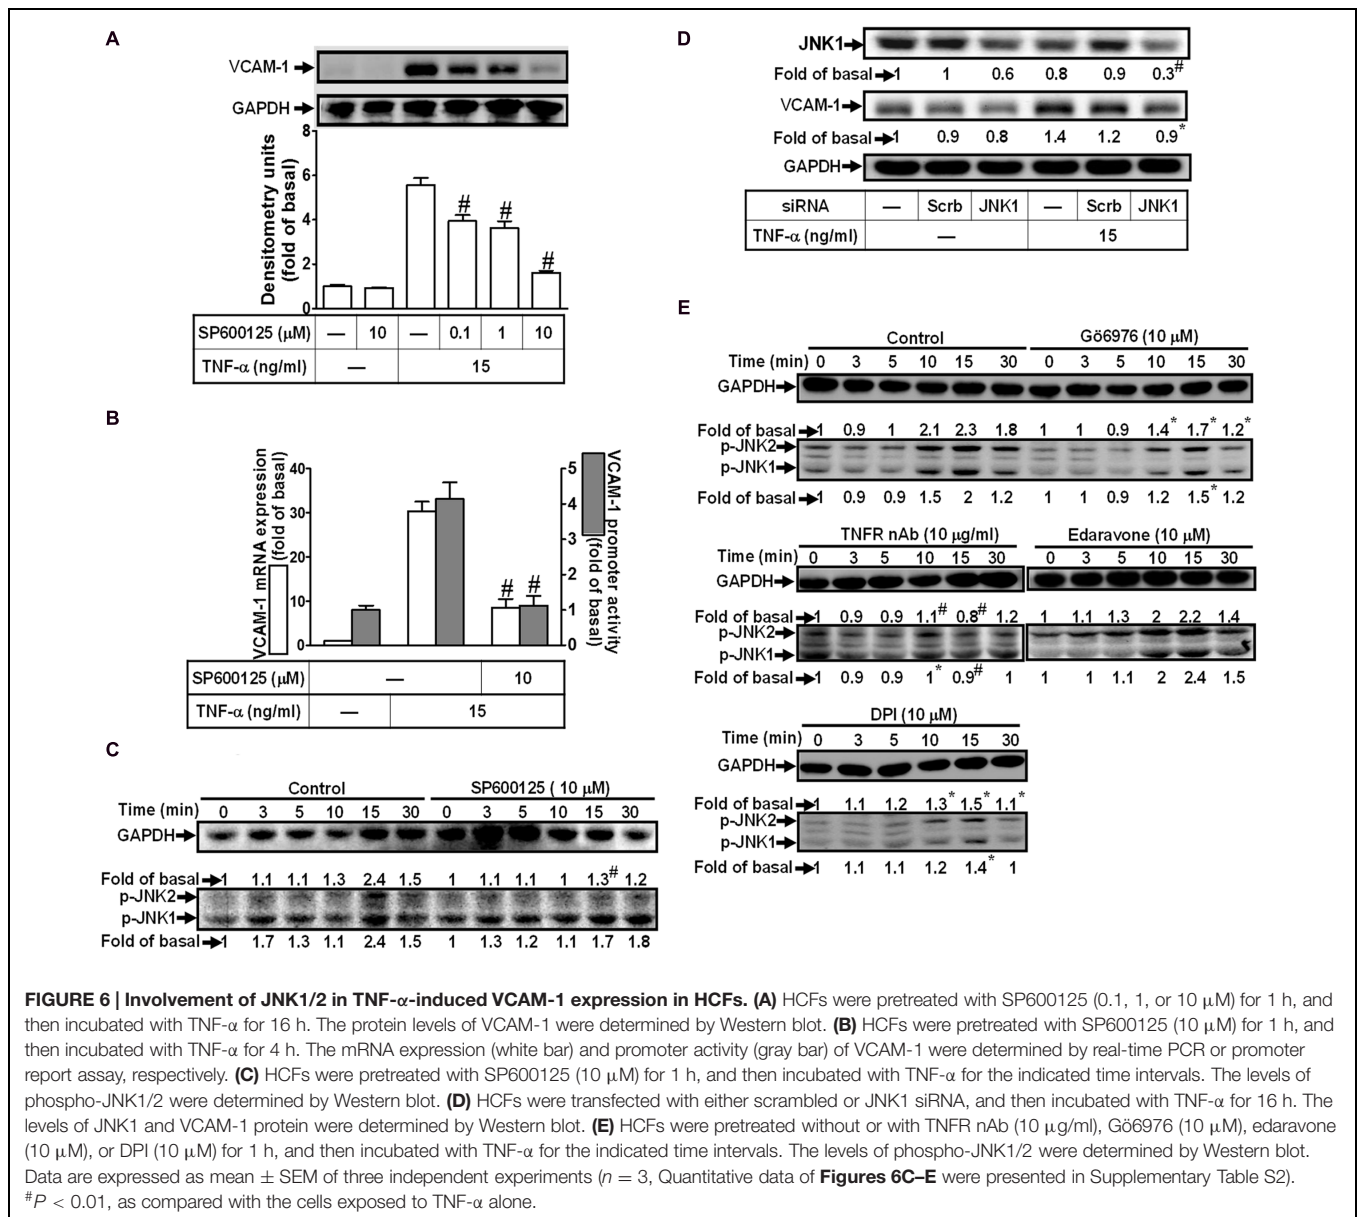 A
VCAM-1
GAPDH
Densitometry units
(fold of basal)
8
6
4
2
0
# # #
SP600125 (μM) — 10 — 0.1 1 10
TNF-α (ng/ml) — 15
B
VCAM-1 mRNA expression
(fold of basal)
40
30
20
10
0
# #
5
4
3
2
1
0
VCAM-1 promoter activity
(fold of basal)
SP600125 (μM) — 10
TNF-α (ng/ml) — 15
C
Control SP600125 ( 10 μM)
Time (min) 0 3 5 10 15 30 0 3 5 10 15 30
GAPDH
Fold of basal 1 1.1 1.1 1.3 2.4 1.5 1 1.1 1.1 1 1.3# 1.2
p-JNK2
p-JNK1
Fold of basal 1 1.7 1.3 1.1 2.4 1.5 1 1.3 1.2 1.1 1.7 1.8
D
JNK1
Fold of basal 1 1 0.6 0.8 0.9 0.3#
VCAM-1
Fold of basal 1 0.9 0.8 1.4 1.2 0.9*
GAPDH
siRNA — Scrb JNK1 — Scrb JNK1
TNF-α (ng/ml) — 15
E
Control Gö6976 (10 μM)
Time (min) 0 3 5 10 15 30 0 3 5 10 15 30
GAPDH
Fold of basal 1 0.9 1 2.1 2.3 1.8 1 1 0.9 1.4* 1.7* 1.2*
p-JNK2
p-JNK1
Fold of basal 1 0.9 0.9 1.5 2 1.2 1 1 0.9 1.2 1.5* 1.2
TNFR nAb (10 μg/ml) Edaravone (10 μM)
Time (min) 0 3 5 10 15 30 0 3 5 10 15 30
GAPDH
Fold of basal 1 0.9 0.9 1.1# 0.8# 1.2 1 1.1 1.3 2 2.2 1.4
p-JNK2
p-JNK1
Fold of basal 1 0.9 0.9 1* 0.9# 1 1 1 1.1 2 2.4 1.5
DPI (10 μM)
Time (min) 0 3 5 10 15 30
GAPDH
Fold of basal 1 1.1 1.2 1.3* 1.5* 1.1*
p-JNK2
p-JNK1
Fold of basal 1 1.1 1.1 1.2 1.4* 1
FIGURE 6 | Involvement of JNK1/2 in TNF-α-induced VCAM-1 expression in HCFs. (A) HCFs were pretreated with SP600125 (0.1, 1, or 10 μM) for 1 h, and
then incubated with TNF-α for 16 h. The protein levels of VCAM-1 were determined by Western blot. (B) HCFs were pretreated with SP600125 (10 μM) for 1 h, and
then incubated with TNF-α for 4 h. The mRNA expression (white bar) and promoter activity (gray bar) of VCAM-1 were determined by real-time PCR or promoter
report assay, respectively. (C) HCFs were pretreated with SP600125 (10 μM) for 1 h, and then incubated with TNF-α for the indicated time intervals. The levels of
phospho-JNK1/2 were determined by Western blot. (D) HCFs were transfected with either scrambled or JNK1 siRNA, and then incubated with TNF-α for 16 h. The
levels of JNK1 and VCAM-1 protein were determined by Western blot. (E) HCFs were pretreated without or with TNFR nAb (10 μg/ml), Gö6976 (10 μM), edaravone
(10 μM), or DPI (10 μM) for 1 h, and then incubated with TNF-α for the indicated time intervals. The levels of phospho-JNK1/2 were determined by Western blot.
Data are expressed as mean ± SEM of three independent experiments (n = 3, Quantitative data of Figures 6C–E were presented in Supplementary Table S2).
#P < 0.01, as compared with the cells exposed to TNF-α alone.